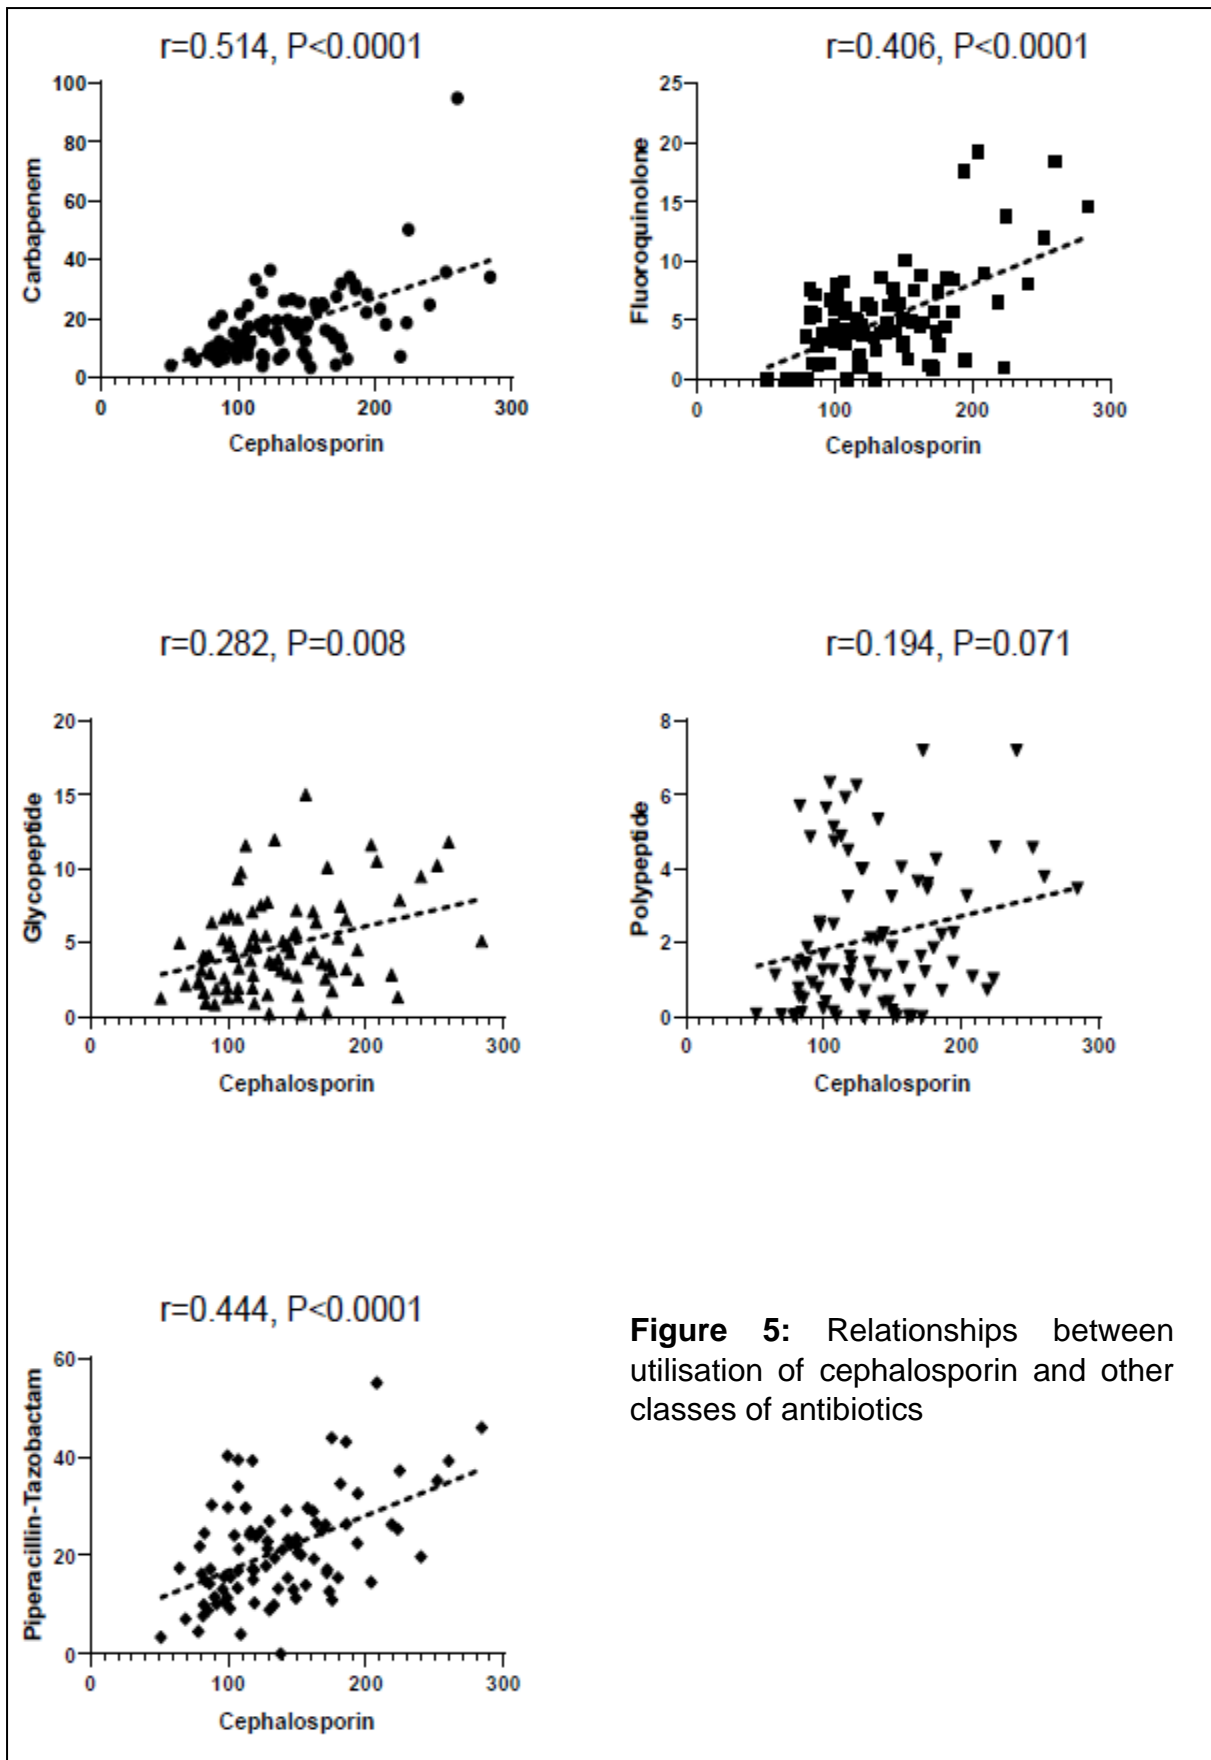 r=0.514, P<0.0001
100
80
60
40
20
0
Carbapenem
0 100 200 300
Cephalosporin
r=0.406, P<0.0001
25
20
15
10
5
0
Fluoroquinolone
0 100 200 300
Cephalosporin
r=0.282, P=0.008
20
15
10
5
0
Glycopeptide
0 100 200 300
Cephalosporin
r=0.194, P=0.071
8
6
4
2
0
Polypeptide
0 100 200 300
Cephalosporin
r=0.444, P<0.0001
60
40
20
0
Piperacillin-Tazobactam
0 100 200 300
Cephalosporin
Figure 5: Relationships between
utilisation of cephalosporin and other
classes of antibiotics